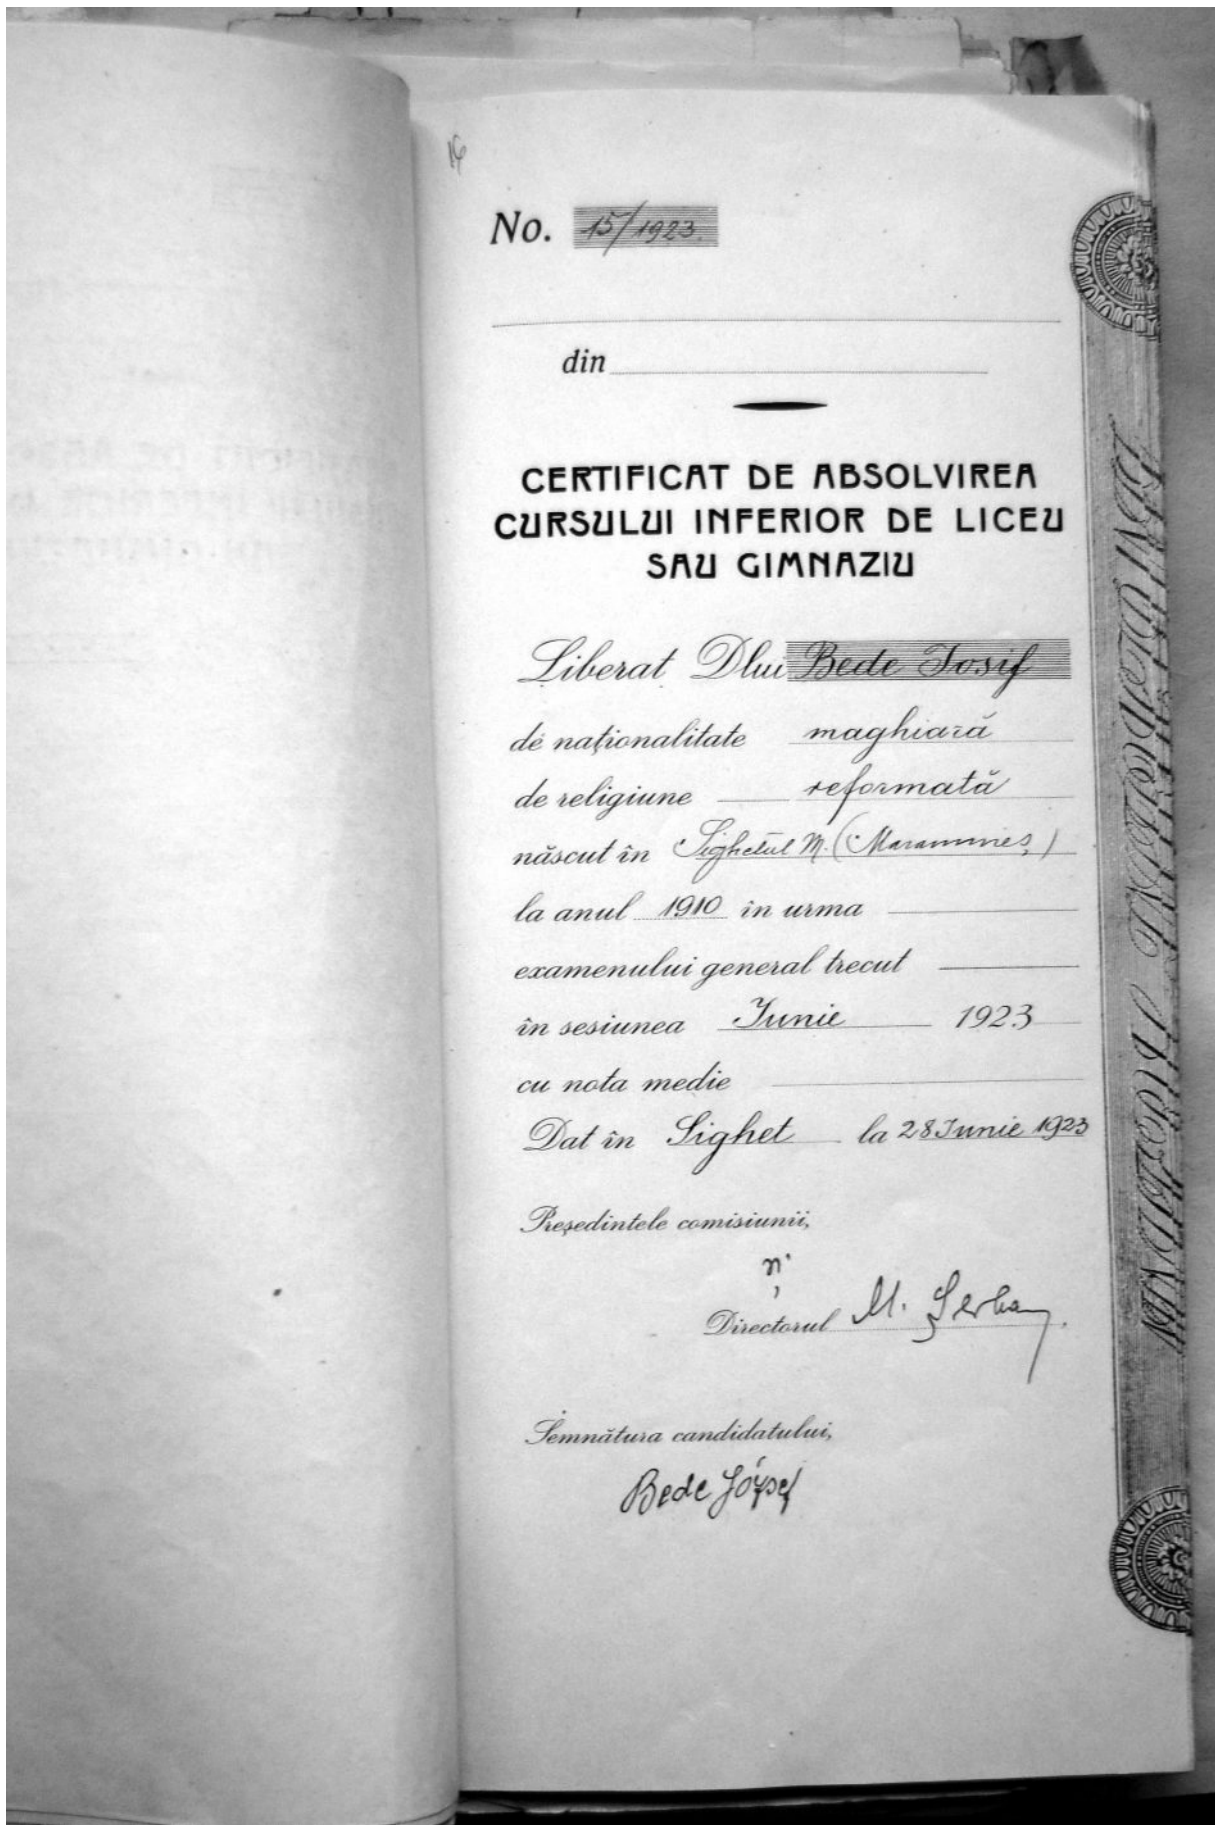 16
No. 15/1923.
din
CERTIFICAT DE ABSOLVIREA
CURSULUI INFERIOR DE LICEU
SAU GIMNAZIU
Liberat Dlui Bede Iosif
de naționalitate maghiară
de religiune reformată
născut în Sighetul M. (Maramureș)
la anul 1910 în urma
examenului general trecut
în sesiunea Iunie 1923
cu nota medie
Dat în Sighet la 28 Iunie 1923
Președintele comisiunii,
Directorul M. Șerban
Semnătura candidatului,
Bede József